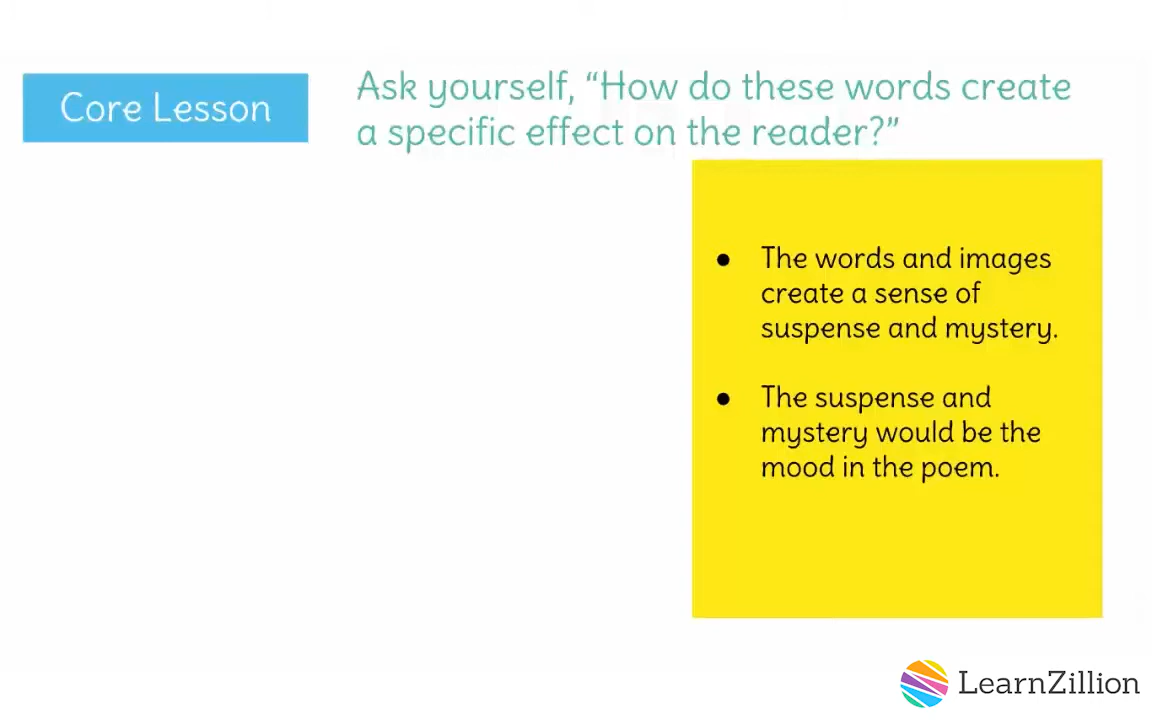 Core Lesson
Ask yourself, “How do these words create
a specific effect on the reader?”
● The words and images
create a sense of
suspense and mystery.
● The suspense and
mystery would be the
mood in the poem.
LearnZillion